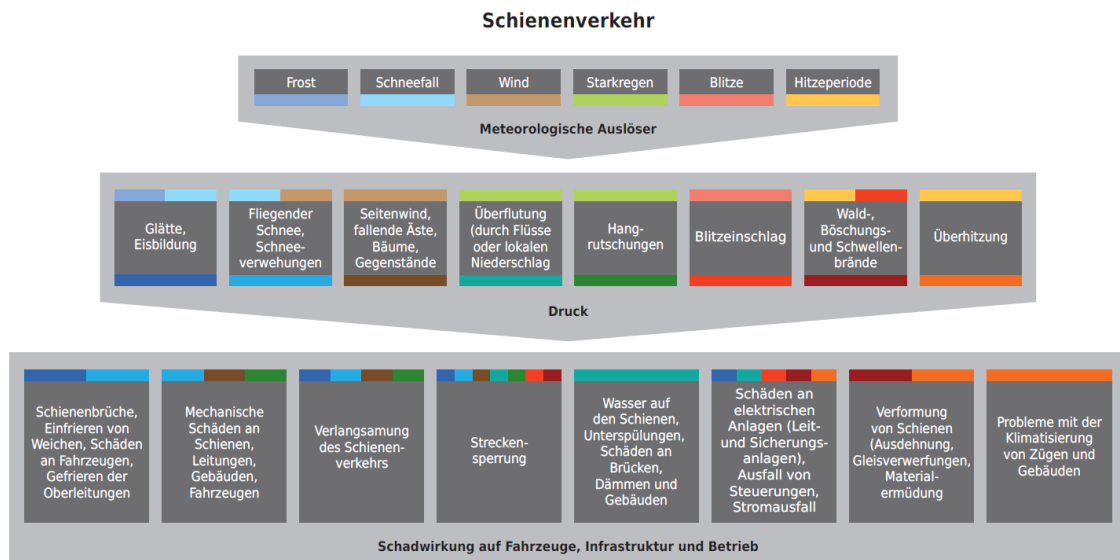 Schienenverkehr
Frost
Schneefall
Wind
Starkregen
Blitze
Hitzeperiode
Meteorologische Auslöser
Glätte,
Eisbildung
Fliegender
Schnee,
Schnee-
verwehungen
Seitenwind,
fallende Äste,
Bäume,
Gegenstände
Überflutung
(durch Flüsse
oder lokalen
Niederschlag
Hang-
rutschungen
Blitzeinschlag
Wald-,
Böschungs-
und Schwellen-
brände
Überhitzung
Druck
Schienenbrüche,
Einfrieren von
Weichen, Schäden
an Fahrzeugen,
Gefrieren der
Oberleitungen
Mechanische
Schäden an
Schienen,
Leitungen,
Gebäuden,
Fahrzeugen
Verlangsamung
des Schienen-
verkehrs
Strecken-
sperrung
Wasser auf
den Schienen,
Unterspülungen,
Schäden an
Brücken,
Dämmen und
Gebäuden
Schäden an
elektrischen
Anlagen (Leit-
und Sicherungs-
anlagen),
Ausfall von
Steuerungen,
Stromausfall
Verformung
von Schienen
(Ausdehnung,
Gleisverwerfungen,
Material-
ermüdung
Probleme mit der
Klimatisierung
von Zügen und
Gebäuden
Schadwirkung auf Fahrzeuge, Infrastruktur und Betrieb